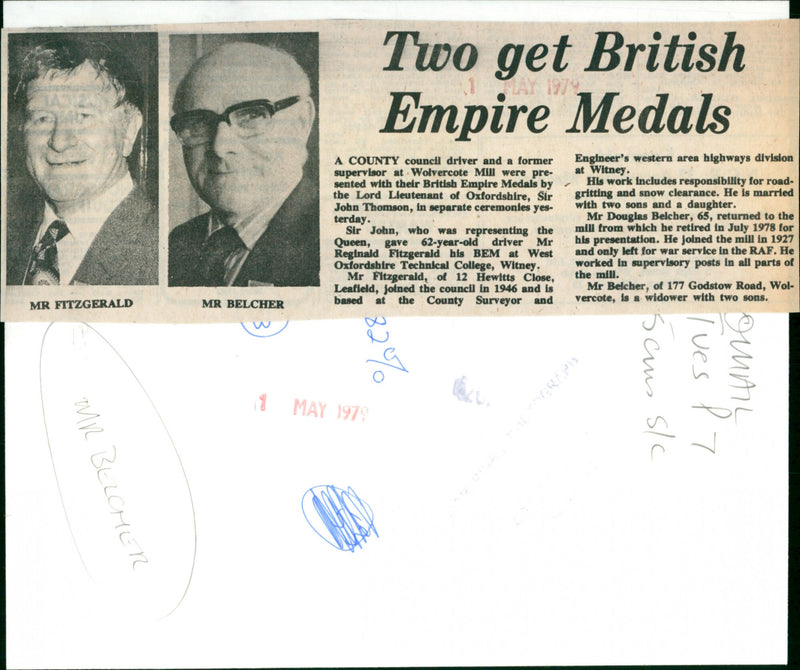 Two get British
1 MAY 1979
Empire Medals
MR FITZGERALD
MR BELCHER
A COUNTY council driver and a former
supervisor at Wolvercote Mill were pre-
sented with their British Empire Medals by
the Lord Lieutenant of Oxfordshire, Sir
John Thomson, in separate ceremonies yes-
terday.
Sir John, who was representing the
Queen, gave 62-year-old driver Mr
Reginald Fitzgerald his BEM at West
Oxfordshire Technical College, Witney.
Mr Fitzgerald, of 12 Hewitts Close,
Leafield, joined the council in 1946 and is
based at the County Surveyor and
Engineer's western area highways division
at Witney.
His work includes responsibility for road-
gritting and snow clearance. He is married
with two sons and a daughter.
Mr Douglas Belcher, 65, returned to the
mill from which he retired in July 1978 for
his presentation. He joined the mill in 1927
and only left for war service in the RAF. He
worked in supervisory posts in all parts of
the mill.
Mr Belcher, of 177 Godstow Road, Wol-
vercote, is a widower with two sons.
3
82%
1 MAY 1979
MR BELCHER
Ives P 7
5cms S/C